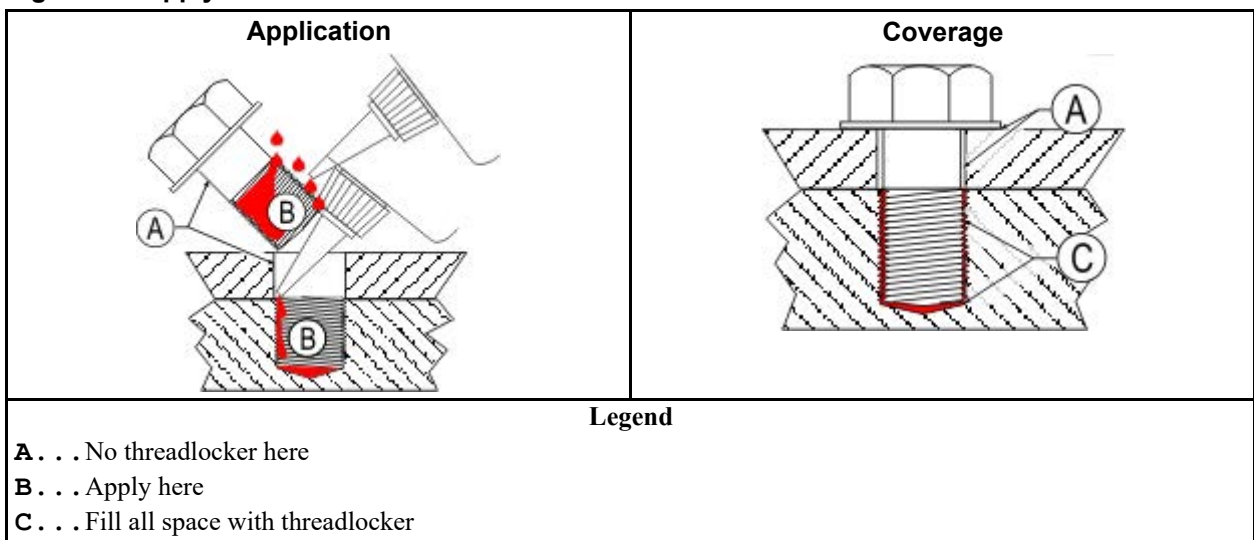 Application
Coverage
A
B
B
A
C
Legend
A...No threadlocker here
B...Apply here
C...Fill all space with threadlocker